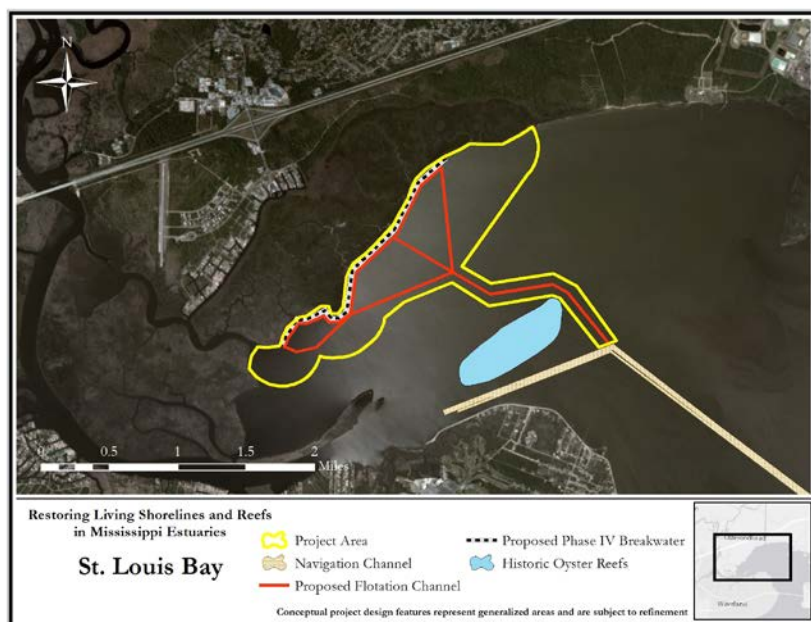 N
0 0.5 1 1.5 2
Miles
Restoring Living Shorelines and Reefs
in Mississippi Estuaries
St. Louis Bay
Project Area
Navigation Channel
Proposed Flotation Channel
Proposed Phase IV Breakwater
Historic Oyster Reefs
Conceptual project design features represent generalized areas and are subject to refinement